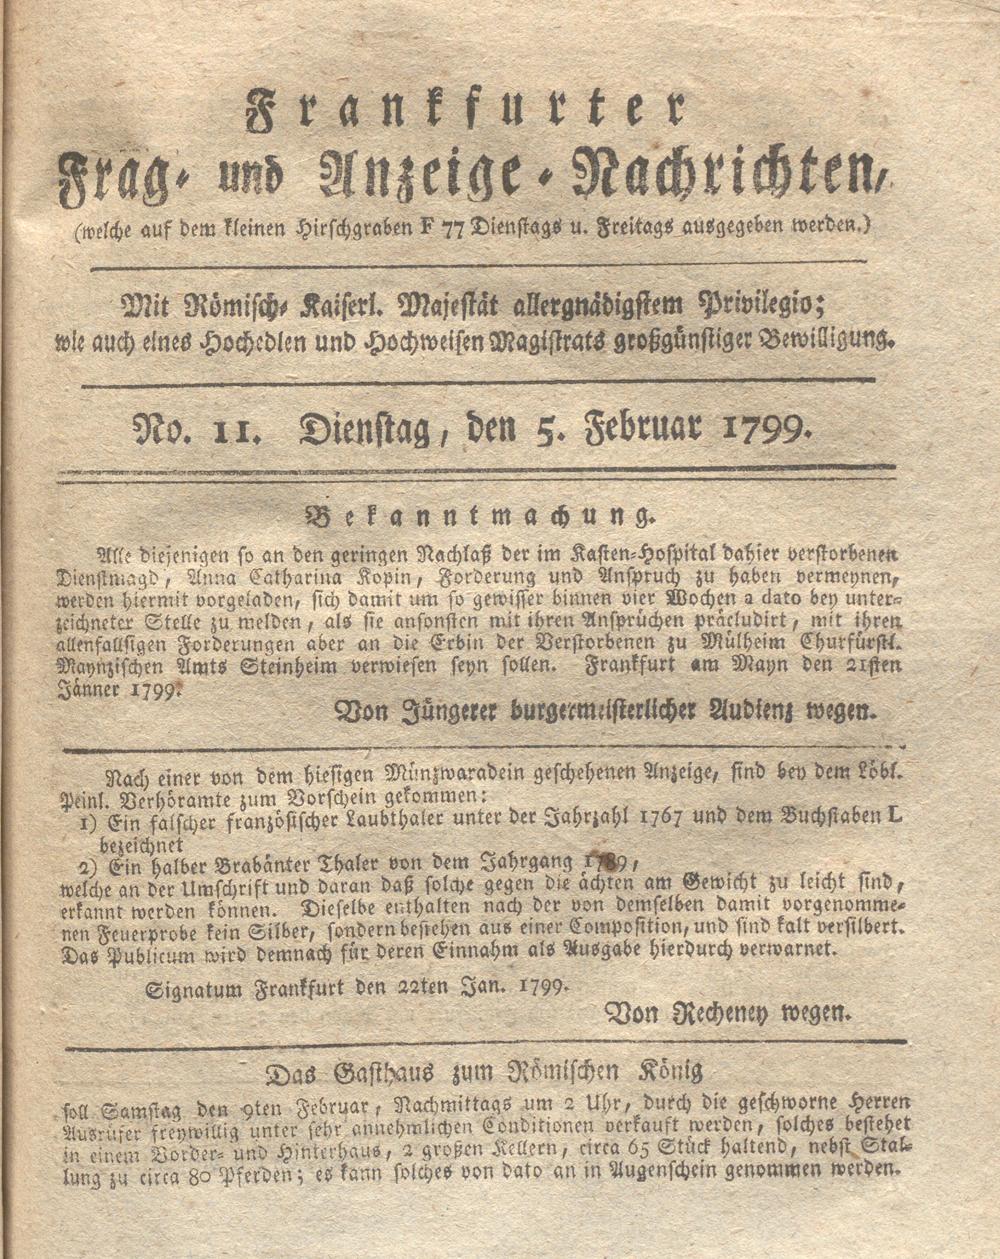 Frankfurter
Frag- und Anzeige-Nachrichten,
(welche auf dem kleinen Hirschgraben F 77 Dienstags u. Freitags ausgegeben werden.)
Mit Römisch- Kaiserl. Majestät allergnädigstem Privilegio;
wie auch eines Hochedlen und Hochweisen Magistrats großgünstiger Bewilligung.
No. 11. Dienstag, den 5. Februar 1799.
Bekanntmachung.
Alle diejenigen so an den geringen Nachlaß der im Kasten-Hospital dahier verstorbenen
Dienstmagd, Anna Catharina Kopin, Forderung und Anspruch zu haben vermeynen,
werden hiermit vorgeladen, sich damit um so gewisser binnen vier Wochen a dato bey unter-
zeichneter Stelle zu melden, als sie ansonsten mit ihren Ansprüchen präcludirt, mit ihren
allenfallsigen Forderungen aber an die Erbin der Verstorbenen zu Mülheim Churfürstl.
Maynzischen Amts Steinheim verwiesen seyn sollen. Frankfurt am Mayn den 21sten
Jänner 1799.
Von Jüngerer burgermeisterlicher Audienz wegen.
Nach einer von dem hiesigen Münzwaradein geschehenen Anzeige, sind bey dem Löbl.
Peinl. Verhöramte zum Vorschein gekommen:
1) Ein falscher französischer Laubthaler unter der Jahrzahl 1767 und dem Buchstaben L
bezeichnet
2) Ein halber Brabänter Thaler von dem Jahrgang 1789,
welche an der Umschrift und daran daß solche gegen die ächten am Gewicht zu leicht sind,
erkannt werden können. Dieselbe enthalten nach der von demselben damit vorgenomme-
nen Feuerprobe kein Silber, sondern bestehen aus einer Composition, und sind kalt versilbert.
Das Publicum wird demnach für deren Einnahm als Ausgabe hierdurch verwarnet.
Signatum Frankfurt den 22ten Jan. 1799.
Von Recheney wegen.
Das Gasthaus zum Römischen König
soll Samstag den 9ten Februar, Nachmittags um 2 Uhr, durch die geschworne Herren
Ausrüfer freywillig unter sehr annehmlichen Conditionen verkauft werden, solches bestehet
in einem Vorder- und Hinterhaus, 2 großen Kellern, circa 65 Stück haltend, nebst Stal-
lung zu circa 80 Pferden; es kann solches von dato an in Augenschein genommen werden.